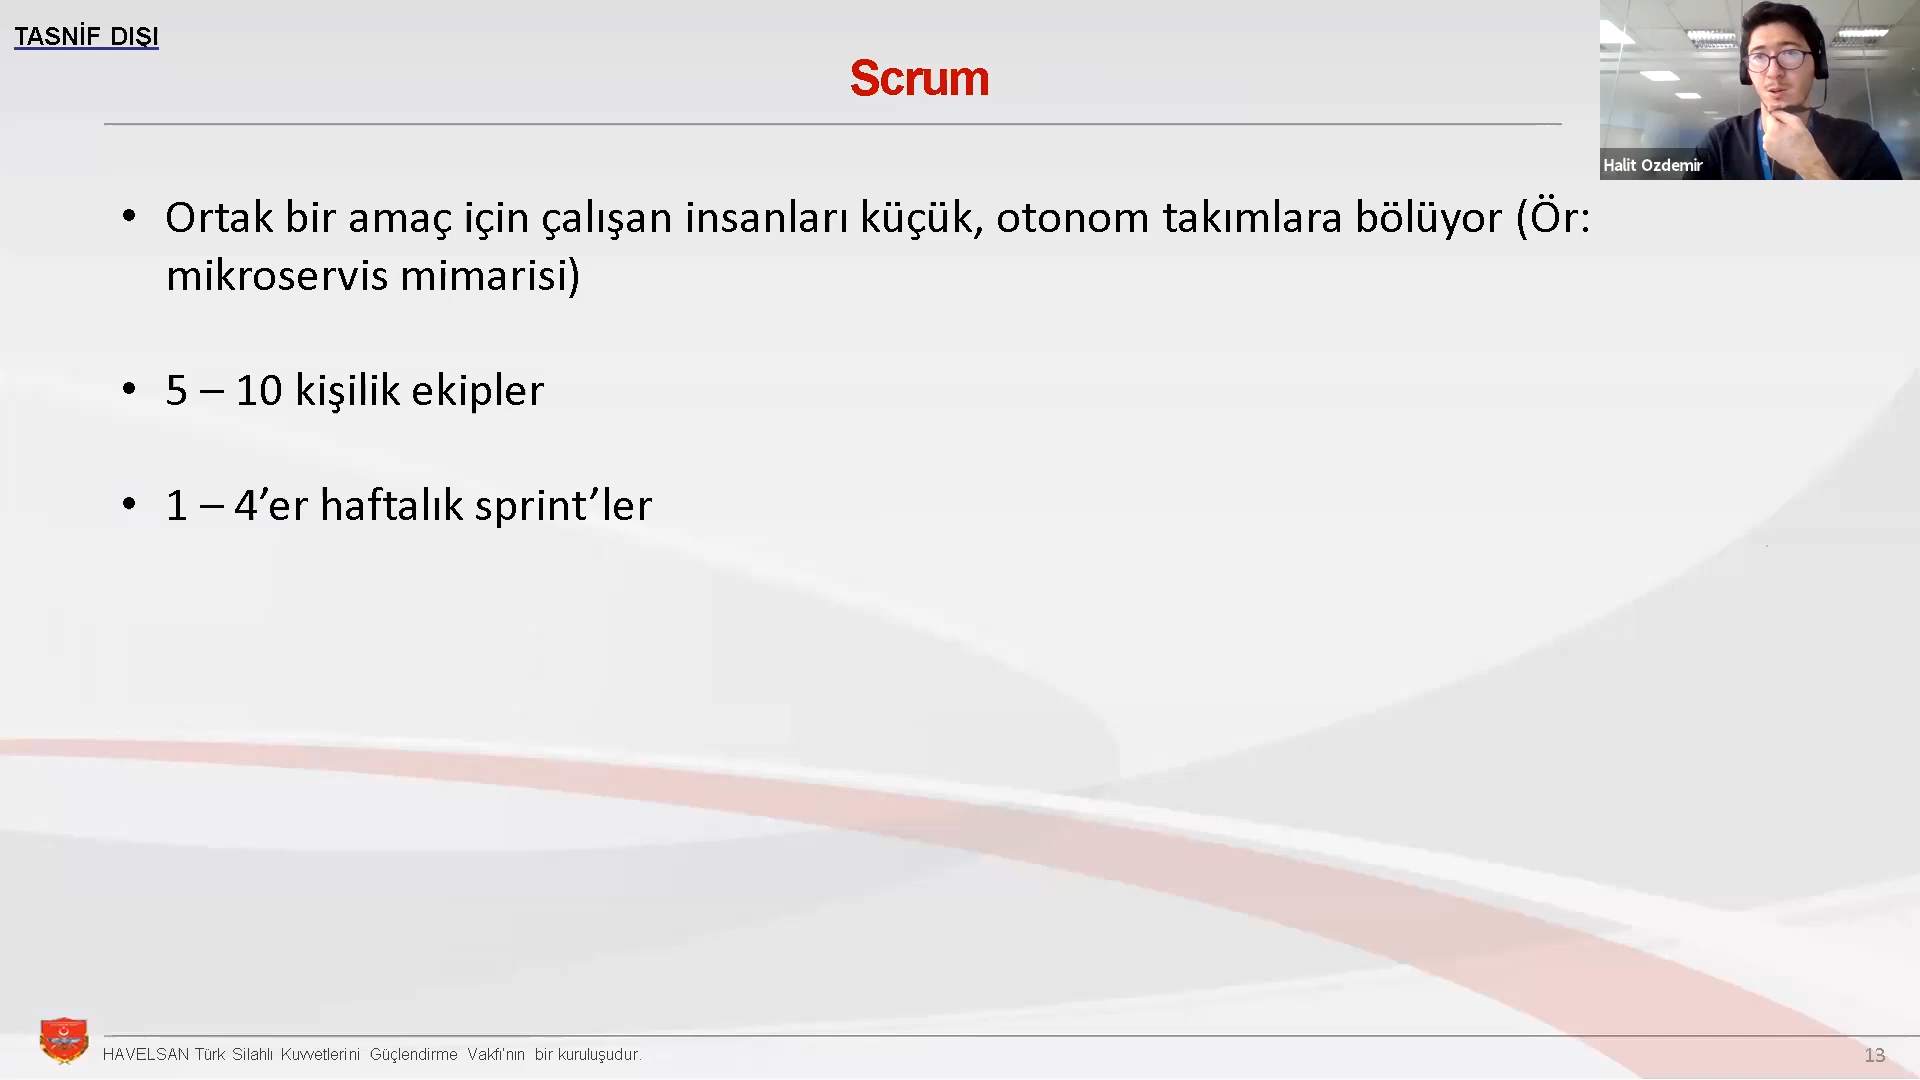 TASNİF DIŞI
Scrum
Halit Ozdemir
• Ortak bir amaç için çalışan insanları küçük, otonom takımlara bölüyor (Ör:
mikroservis mimarisi)
• 5 – 10 kişilik ekipler
• 1 – 4’er haftalık sprint’ler
HAVELSAN Türk Silahlı Kuvvetlerini Güçlendirme Vakfı'nın bir kuruluşudur.
13